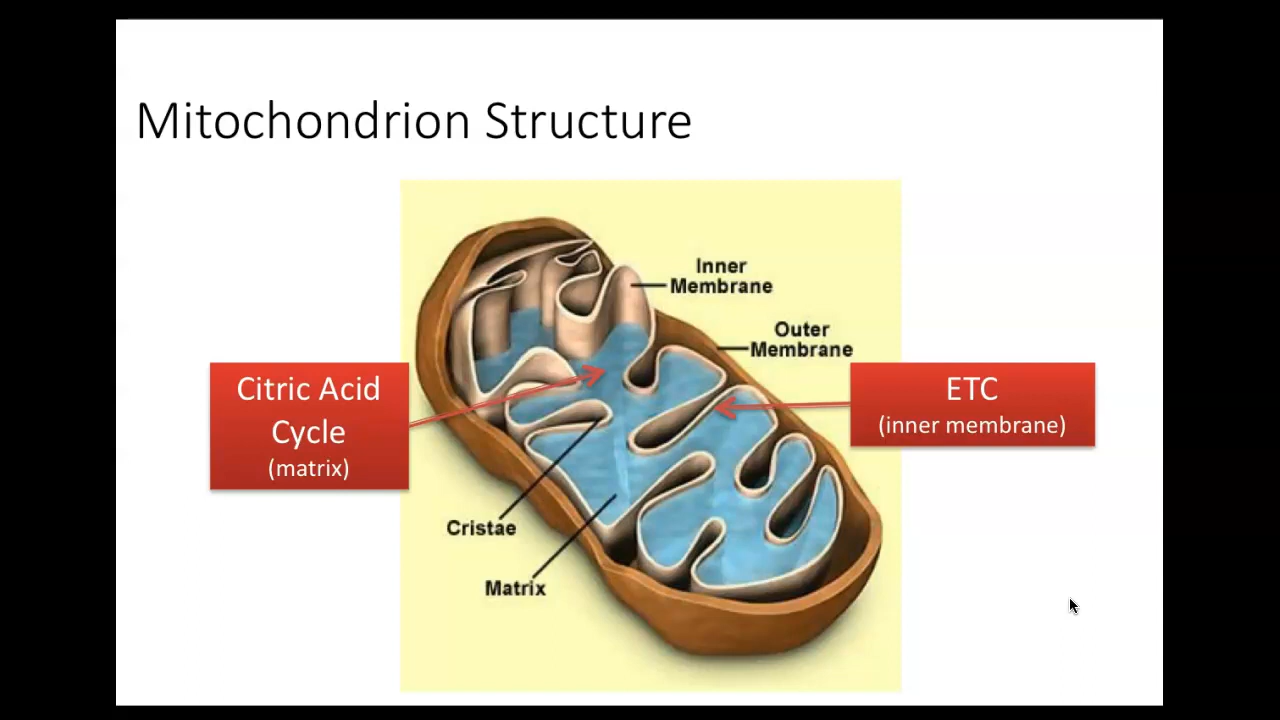 Mitochondrion Structure
Inner
Membrane
Outer
Membrane
Citric Acid
Cycle
(matrix)
ETC
(inner membrane)
Cristae
Matrix